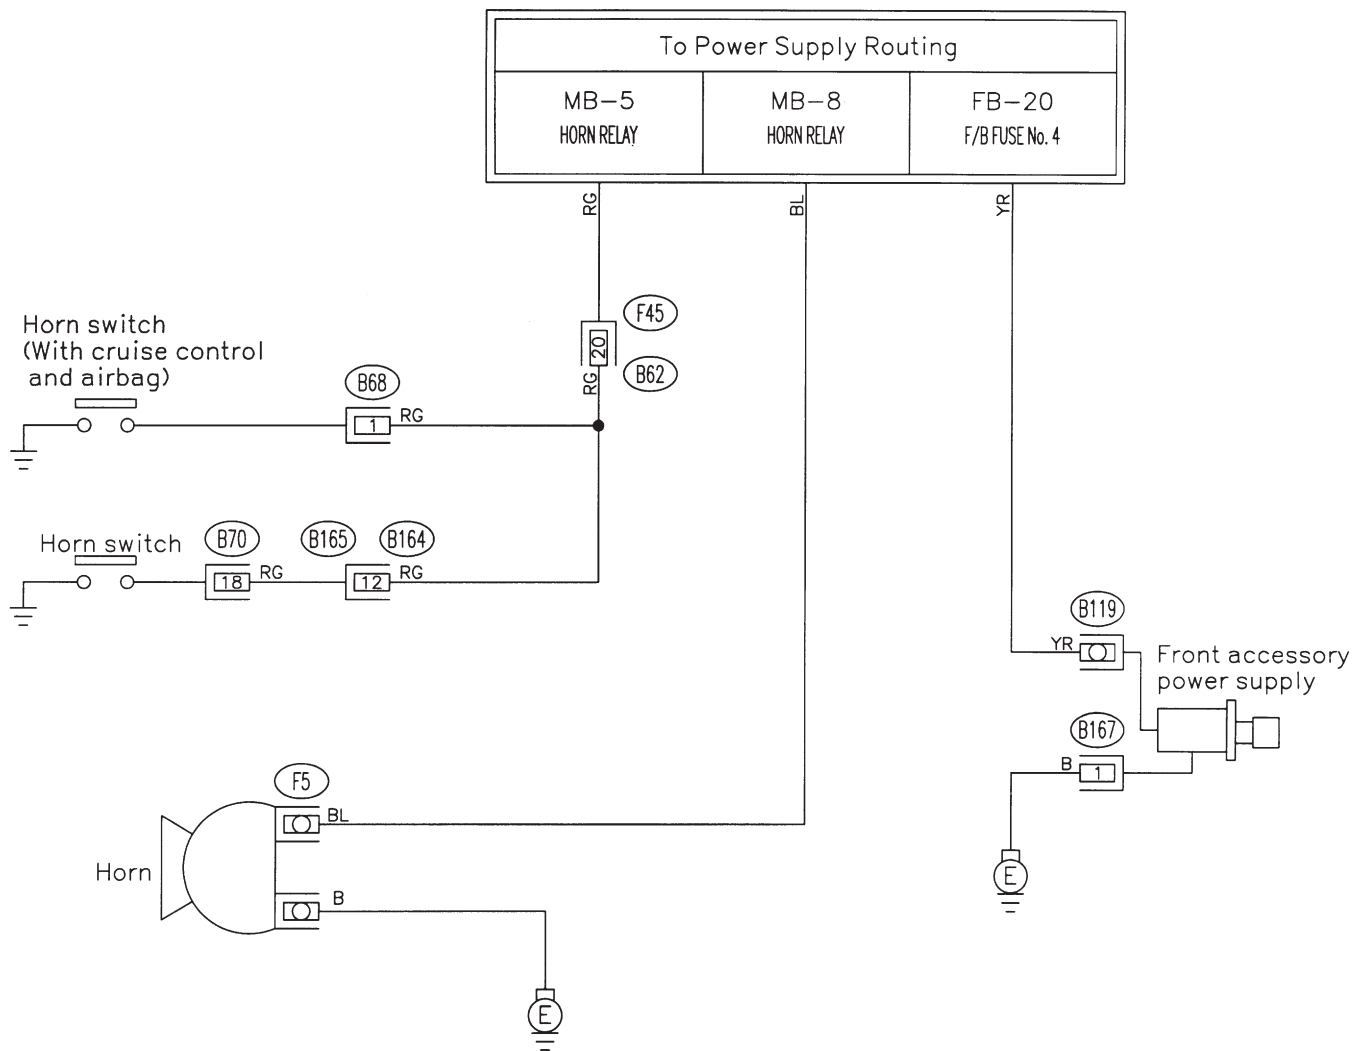 To Power Supply Routing
MB-5
HORN RELAY
MB-8
HORN RELAY
FB-20
F/B FUSE No. 4
RG
BL
YR
F45
20
B62
RG
Horn switch
(With cruise control
and airbag)
B68
1
RG
Horn switch
B70
18
RG
B165
B164
12
RG
B119
YR
Front accessory
power supply
B167
B
1
E
F5
BL
Horn
B
E